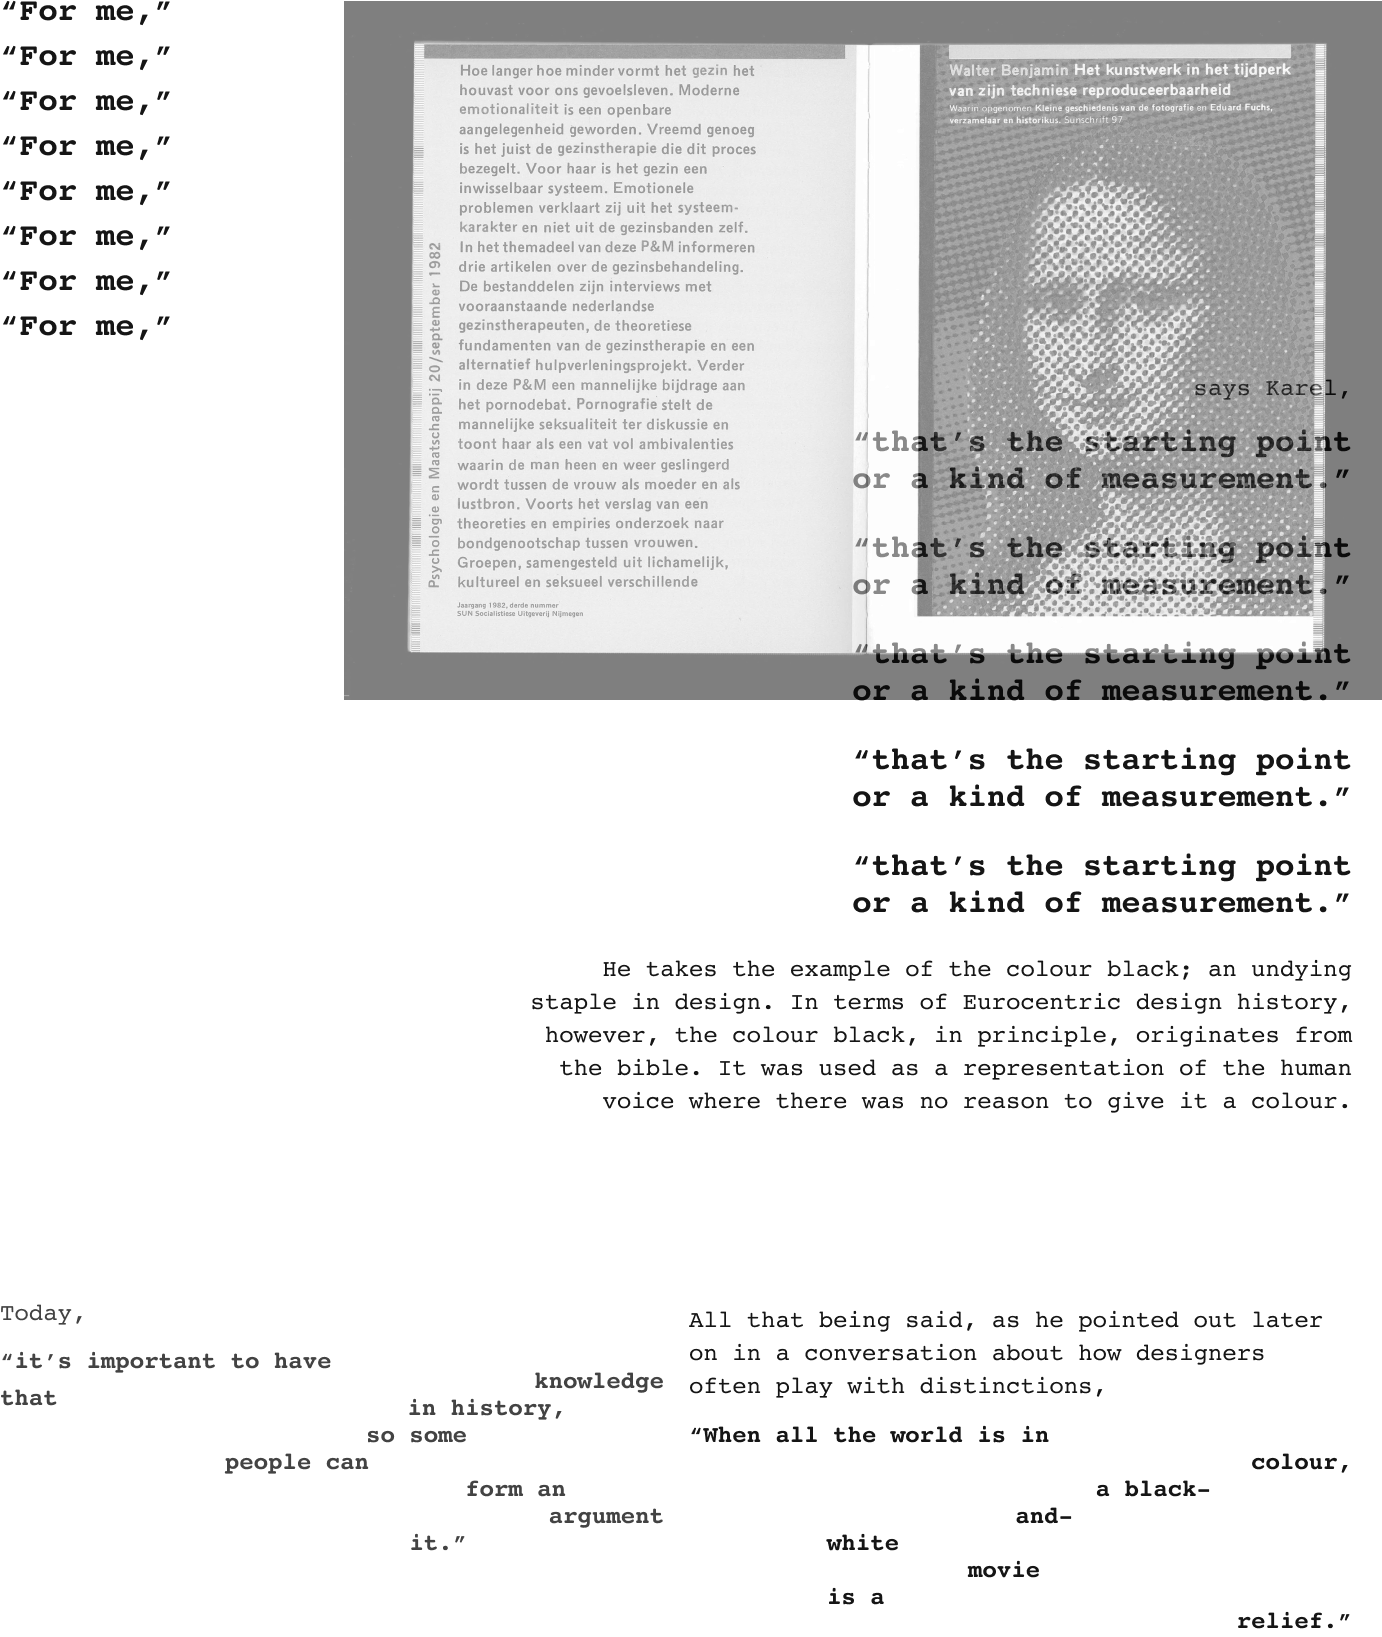 “For me,”
“For me,”
“For me,”
“For me,”
“For me,”
“For me,”
“For me,”
“For me,”
Psychologie en Maatschappij 20/september 1982
Hoe langer hoe minder vormt het gezin het
houvast voor ons gevoelsleven. Moderne
emotionaliteit is een openbare
aangelegenheid geworden. Vreemd genoeg
is het juist de gezinstherapie die dit proces
bezegelt. Voor haar is het gezin een
inwisselbaar systeem. Emotionele
problemen verklaart zij uit het systeem-
karakter en niet uit de gezinsbanden zelf.
In het themadeel van deze P&M informeren
drie artikelen over de gezinsbehandeling.
De bestanddelen zijn interviews met
vooraanstaande nederlandse
gezinstherapeuten, de theoretiese
fundamenten van de gezinstherapie en een
alternatief hulpverleningsprojekt. Verder
in deze P&M een mannelijke bijdrage aan
het pornodebat. Pornografie stelt de
mannelijke seksualiteit ter diskussie en
toont haar als een vat vol ambivalenties
waarin de man heen en weer geslingerd
wordt tussen de vrouw als moeder en als
lustbron. Voorts het verslag van een
theoreties en empiries onderzoek naar
bondgenootschap tussen vrouwen.
Groepen, samengesteld uit lichamelijk,
kultureel en seksueel verschillende
Jaargang 1982, derde nummer
SUN Socialistiese Uitgeverij Nijmegen
Walter Benjamin Het kunstwerk in het tijdperk
van zijn techniese reproduceerbaarheid
Waarin opgenomen Kleine geschiedenis van de fotografie en Eduard Fuchs,
verzamelaar en historikus. Sunschrift 97
says Karel,
“that’s the starting point
or a kind of measurement.”
“that’s the starting point
or a kind of measurement.”
“that’s the starting point
or a kind of measurement.”
“that’s the starting point
or a kind of measurement.”
“that’s the starting point
or a kind of measurement.”
He takes the example of the colour black; an undying
staple in design. In terms of Eurocentric design history,
however, the colour black, in principle, originates from
the bible. It was used as a representation of the human
voice where there was no reason to give it a colour.
Today,
“it’s important to have
that
knowledge
in history,
so some
people can
form an
argument
it.”
All that being said, as he pointed out later
on in a conversation about how designers
often play with distinctions,
“When all the world is in
colour,
a black-
and-
white
movie
is a
relief.”